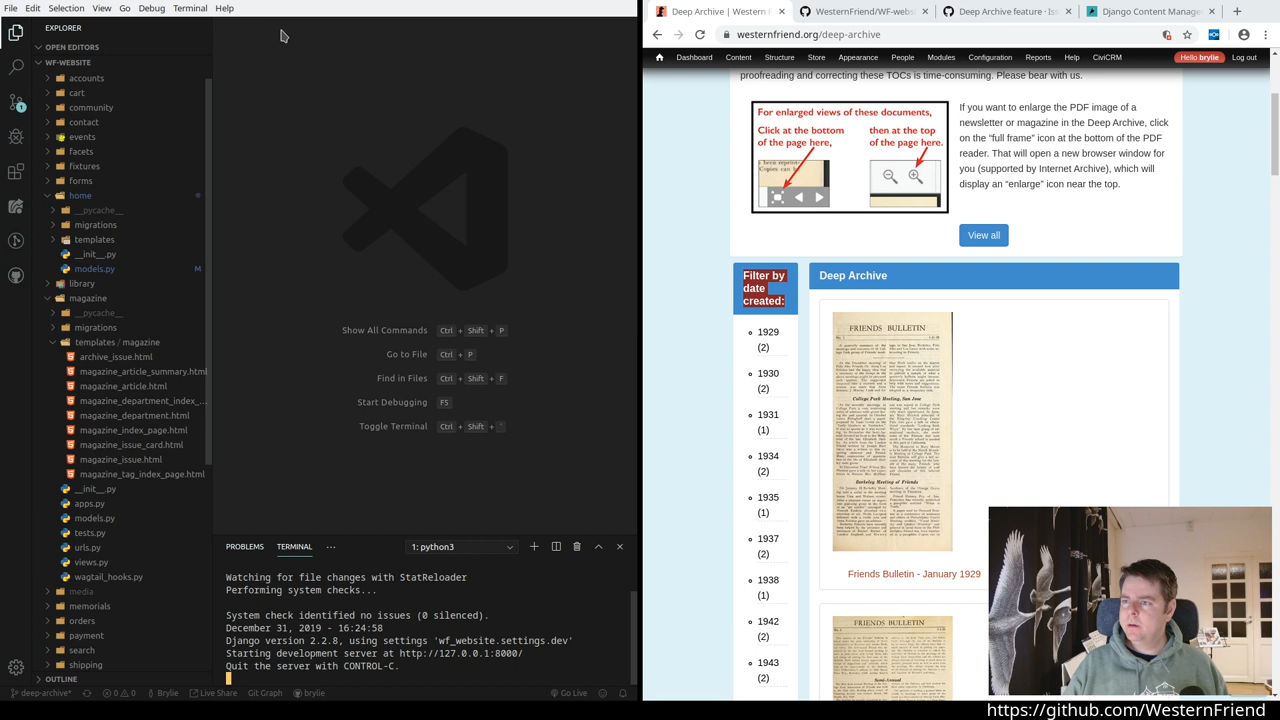 File Edit Selection View Go Debug Terminal Help
EXPLORER
OPEN EDITORS
WF-WEBSITE
accounts
cart
community
contact
events
facets
fixtures
forms
home
__pycache__
migrations
templates
__init__.py
models.py M
library
magazine
__pycache__
migrations
templates / magazine
archive_issue.html
magazine_article_summary.html
magazine_article.html
magazine_department_index_...
magazine_department.html
magazine_index_page.html
magazine_issue_card.html
magazine_issue.html
magazine_tag_index_page.html
__init__.py
apps.py
models.py
tests.py
urls.py
views.py
wagtail_hooks.py
media
memorials
orders
payment
search
shipping
OUTLINE
Show All Commands Ctrl + Shift + P
Go to File Ctrl + P
Find in Files Ctrl + Shift + F
Start Debugging F5
Toggle Terminal Ctrl + Shift + `
PROBLEMS TERMINAL ... 1: python3
Watching for file changes with StatReloader
Performing system checks...
System check identified no issues (0 silenced).
December 31, 2019 - 16:24:58
Django version 2.2.8, using settings 'wf_website.settings.dev'
Starting development server at http://127.0.0.1:8000/
Quit the server with CONTROL-C.
deep-archive* Live Share Git Graph brylie Go Live
Deep Archive | Western F
WesternFriend/WF-webs
Deep Archive feature · Iss
Django Content Manage
westernfriend.org/deep-archive
Dashboard Content Structure Store Appearance People Modules Configuration Reports Help CiviCRM Hello brylie Log out
proofreading and correcting these TOCs is time-consuming. Please bear with us.
For enlarged views of these documents,
Click at the bottom of the page here,
then at the top of the page here.
If you want to enlarge the PDF image of a
newsletter or magazine in the Deep Archive, click
on the "full frame" icon at the bottom of the PDF
reader. That will open a new browser window for
you (supported by Internet Archive), which will
display an "enlarge" icon near the top.
View all
Filter by
date
created:
1929
(2)
1930
(2)
1931
(1)
1934
(2)
1935
(1)
1937
(2)
1938
(1)
1942
(2)
1943
(2)
Deep Archive
FRIENDS BULLETIN
College Park Meeting, San Jose
Berkeley Meeting of Friends
Friends Bulletin - January 1929
FRIENDS BULLETIN
https://github.com/WesternFriend